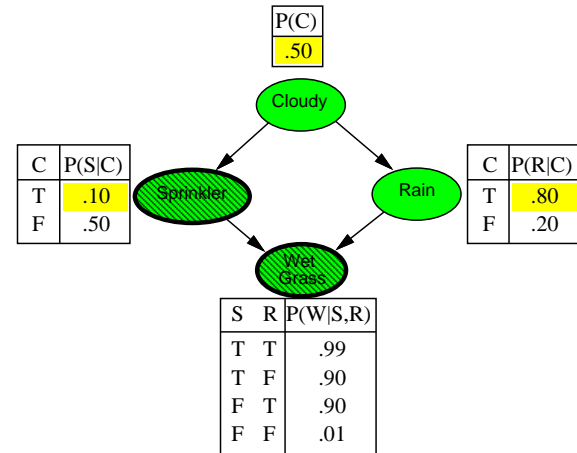 P(C)
.50
Cloudy
C P(S|C)
T .10
F .50
Sprinkler
Rain
C P(R|C)
T .80
F .20
Wet
Grass
S R P(W|S,R)
T T .99
T F .90
F T .90
F F .01